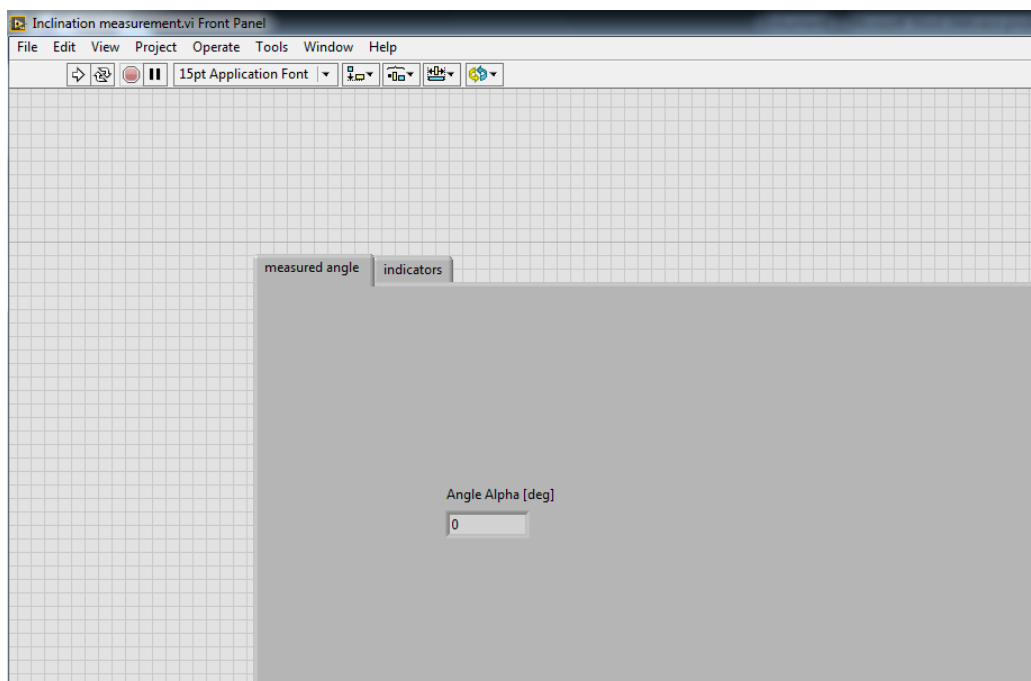 Inclination measurement.vi Front Panel
File Edit View Project Operate Tools Window Help
15pt Application Font
measured angle indicators
Angle Alpha [deg]
0